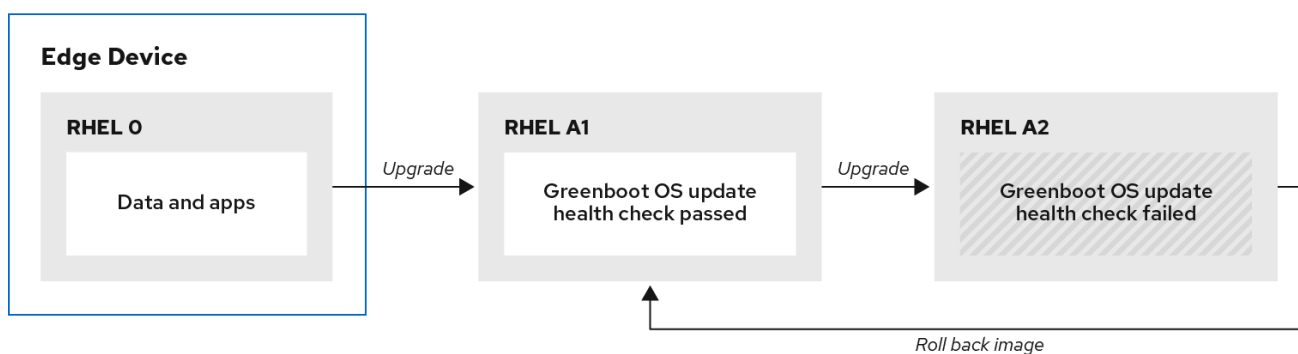 Edge Device
RHEL 0
Data and apps
Upgrade
RHEL A1
Greenboot OS update
health check passed
Upgrade
RHEL A2
Greenboot OS update
health check failed
Roll back image